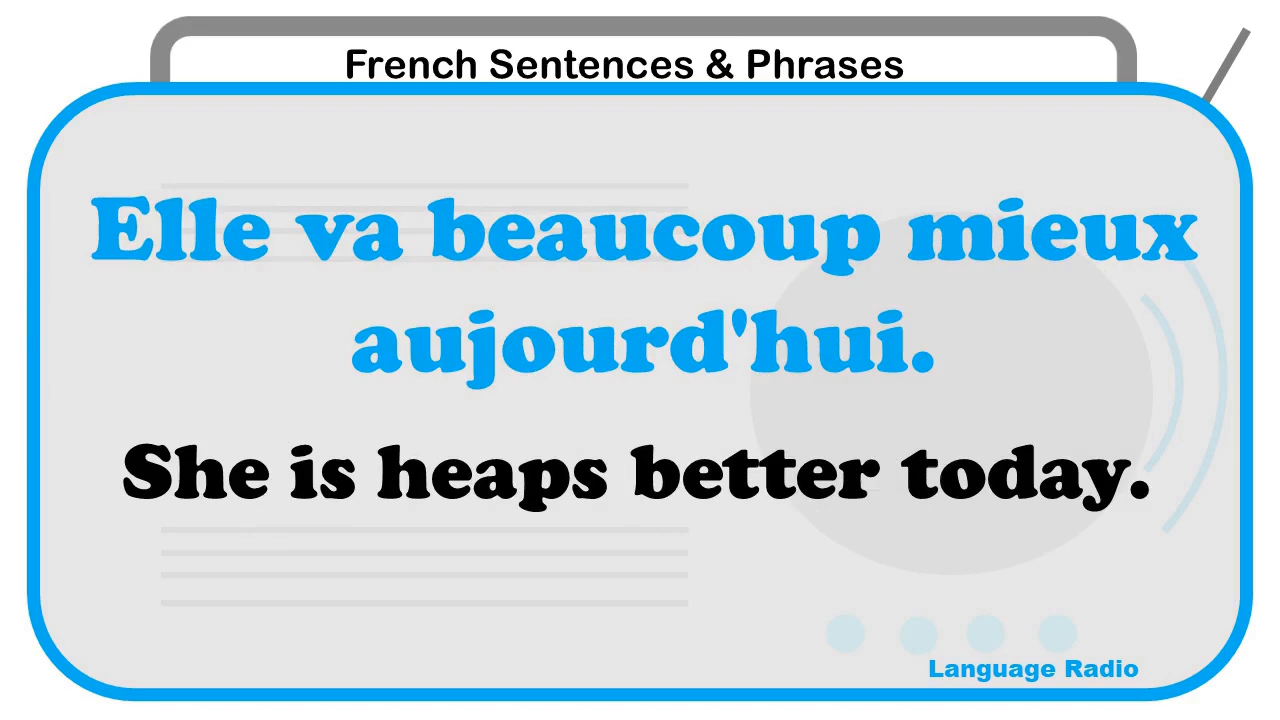 French Sentences & Phrases
Elle va beaucoup mieux
aujourd'hui.
She is heaps better today.
Language Radio